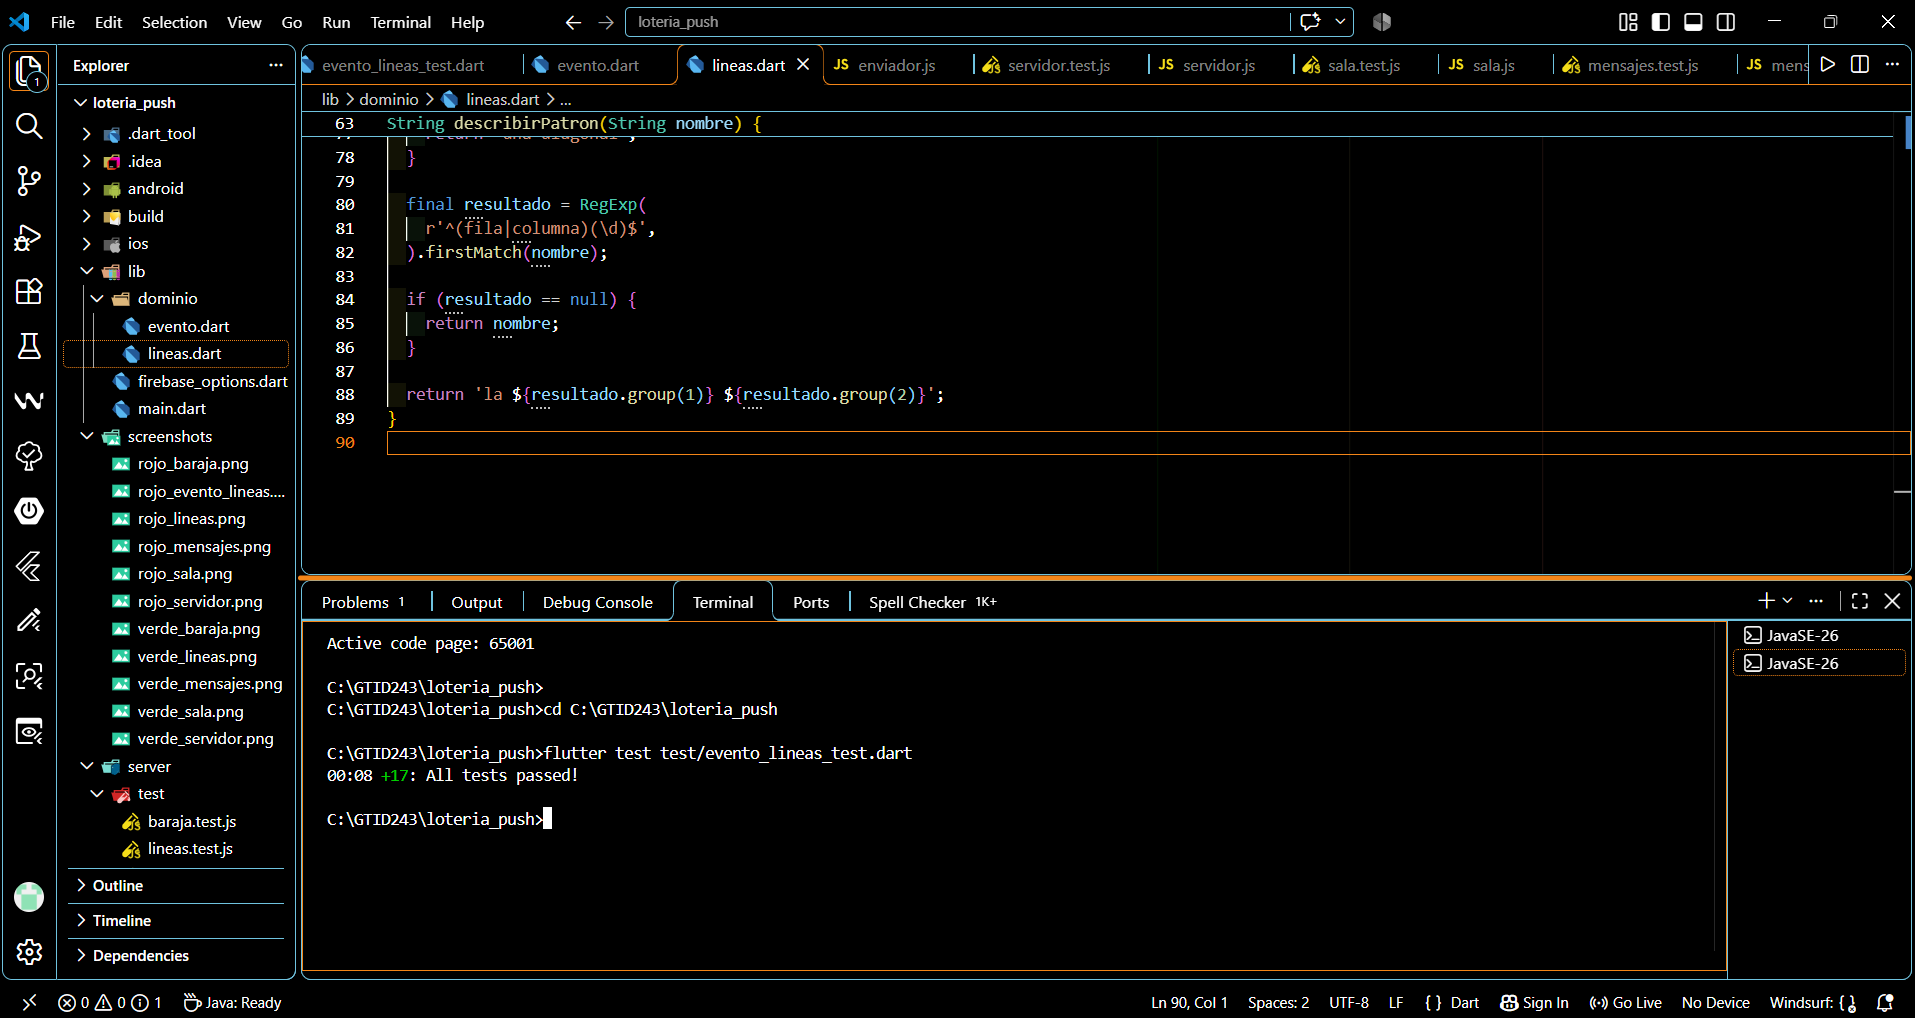 File Edit Selection View Go Run Terminal Help
loteria_push
Explorer
loteria_push
.dart_tool
.idea
android
build
ios
lib
dominio
evento.dart
lineas.dart
firebase_options.dart
main.dart
screenshots
rojo_baraja.png
rojo_evento_lineas....
rojo_lineas.png
rojo_mensajes.png
rojo_sala.png
rojo_servidor.png
verde_baraja.png
verde_lineas.png
verde_mensajes.png
verde_sala.png
verde_servidor.png
server
test
baraja.test.js
lineas.test.js
Outline
Timeline
Dependencies
1
evento_lineas_test.dart evento.dart lineas.dart JS enviador.js servidor.test.js JS servidor.js sala.test.js JS sala.js mensajes.test.js JS mens
lib > dominio > lineas.dart > ...
63 String describirPatron(String nombre) {
78 }
79
80 final resultado = RegExp(
81 r'^(fila|columna)(\d)$',
82 ).firstMatch(nombre);
83
84 if (resultado == null) {
85 return nombre;
86 }
87
88 return 'la ${resultado.group(1)} ${resultado.group(2)}';
89 }
90
Problems 1 Output Debug Console Terminal Ports Spell Checker 1K+
Active code page: 65001
C:\GTID243\loteria_push>
C:\GTID243\loteria_push>cd C:\GTID243\loteria_push
C:\GTID243\loteria_push>flutter test test/evento_lineas_test.dart
00:08 +17: All tests passed!
C:\GTID243\loteria_push>
JavaSE-26
JavaSE-26
0 0 1 Java: Ready
Ln 90, Col 1 Spaces: 2 UTF-8 LF {} Dart Sign In Go Live No Device Windsurf: {}